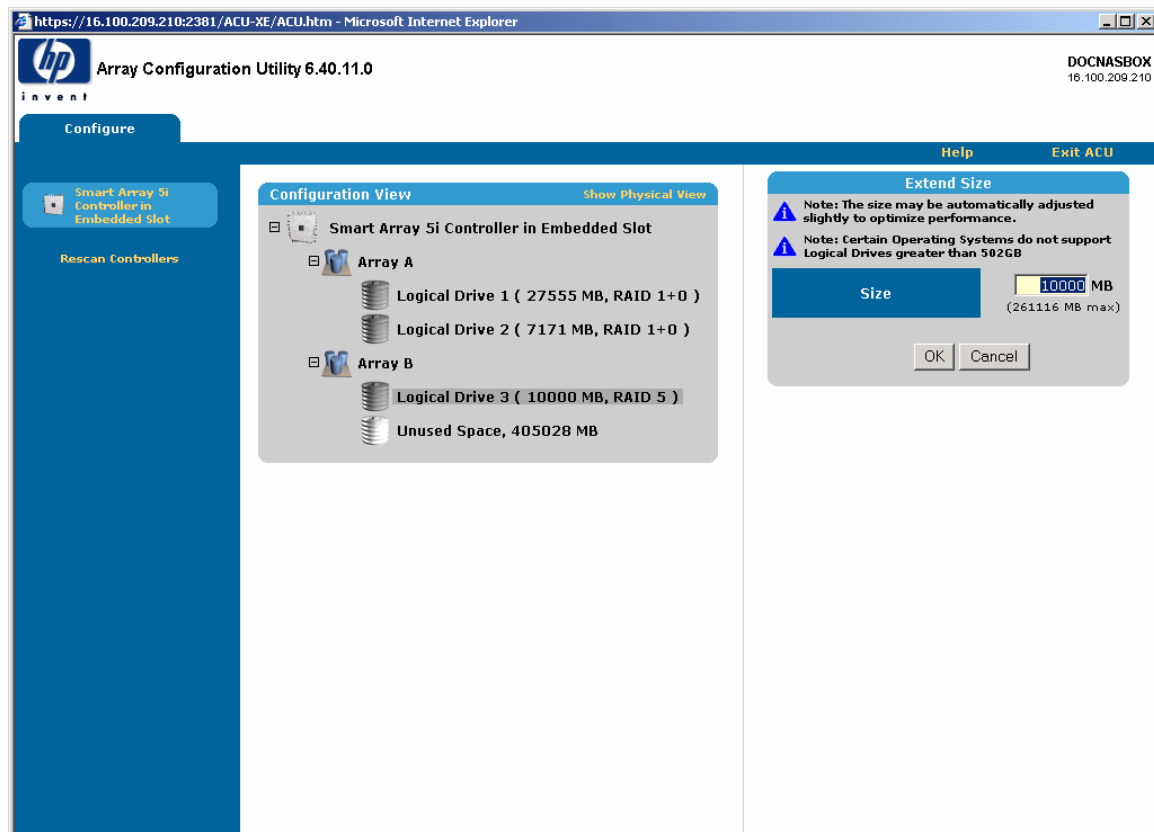 https://16.100.209.210:2381/ACU-XE/ACU.htm - Microsoft Internet Explorer
hp
invent
Array Configuration Utility 6.40.11.0
DOCNASBOX
16.100.209.210
Configure
Help
Exit ACU
Smart Array 5i
Controller in
Embedded Slot
Rescan Controllers
Configuration View
Show Physical View
Smart Array 5i Controller in Embedded Slot
Array A
Logical Drive 1 ( 27555 MB, RAID 1+0 )
Logical Drive 2 ( 7171 MB, RAID 1+0 )
Array B
Logical Drive 3 ( 10000 MB, RAID 5 )
Unused Space, 405028 MB
Extend Size
Note: The size may be automatically adjusted
slightly to optimize performance.
Note: Certain Operating Systems do not support
Logical Drives greater than 502GB
Size
10000 MB
(261116 MB max)
OK
Cancel